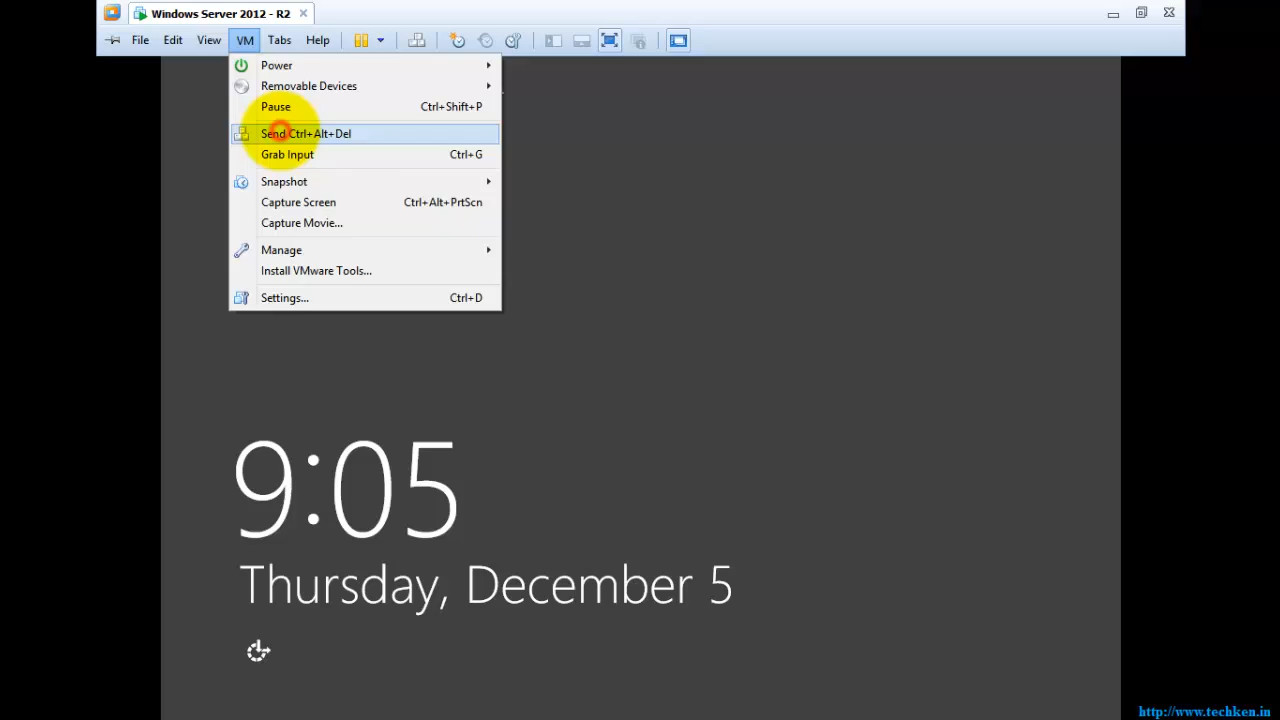 Windows Server 2012 - R2
File Edit View VM Tabs Help
Power
Removable Devices
Pause Ctrl+Shift+P
Send Ctrl+Alt+Del
Grab Input Ctrl+G
Snapshot
Capture Screen Ctrl+Alt+PrtScn
Capture Movie...
Manage
Install VMware Tools...
Settings... Ctrl+D
9:05
Thursday, December 5
http://www.techken.in